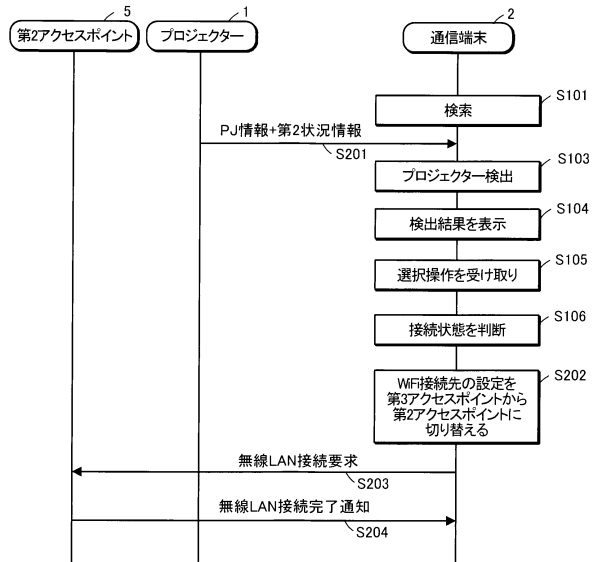 5
1
2
第2アクセスポイント
プロジェクター
通信端末
S101
検索
PJ情報+第2状況情報
S201
S103
プロジェクター検出
S104
検出結果を表示
S105
選択操作を受け取り
S106
接続状態を判断
S202
WiFi接続先の設定を
第3アクセスポイントから
第2アクセスポイントに
切り替える
無線LAN接続要求
S203
無線LAN接続完了通知
S204